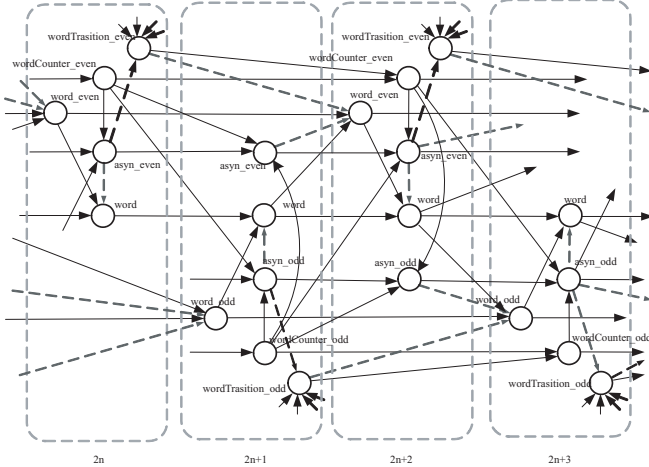 wordTrasition_even
wordTrasition_even
wordCounter_even
wordCounter_even
word_even
word_even
asyn_even
asyn_even
asyn_even
word
word
word
word
asyn_odd
asyn_odd
asyn_odd
word_odd
word_odd
wordCounter_odd
wordCounter_odd
wordTrasition_odd
wordTrasition_odd
2n
2n+1
2n+2
2n+3